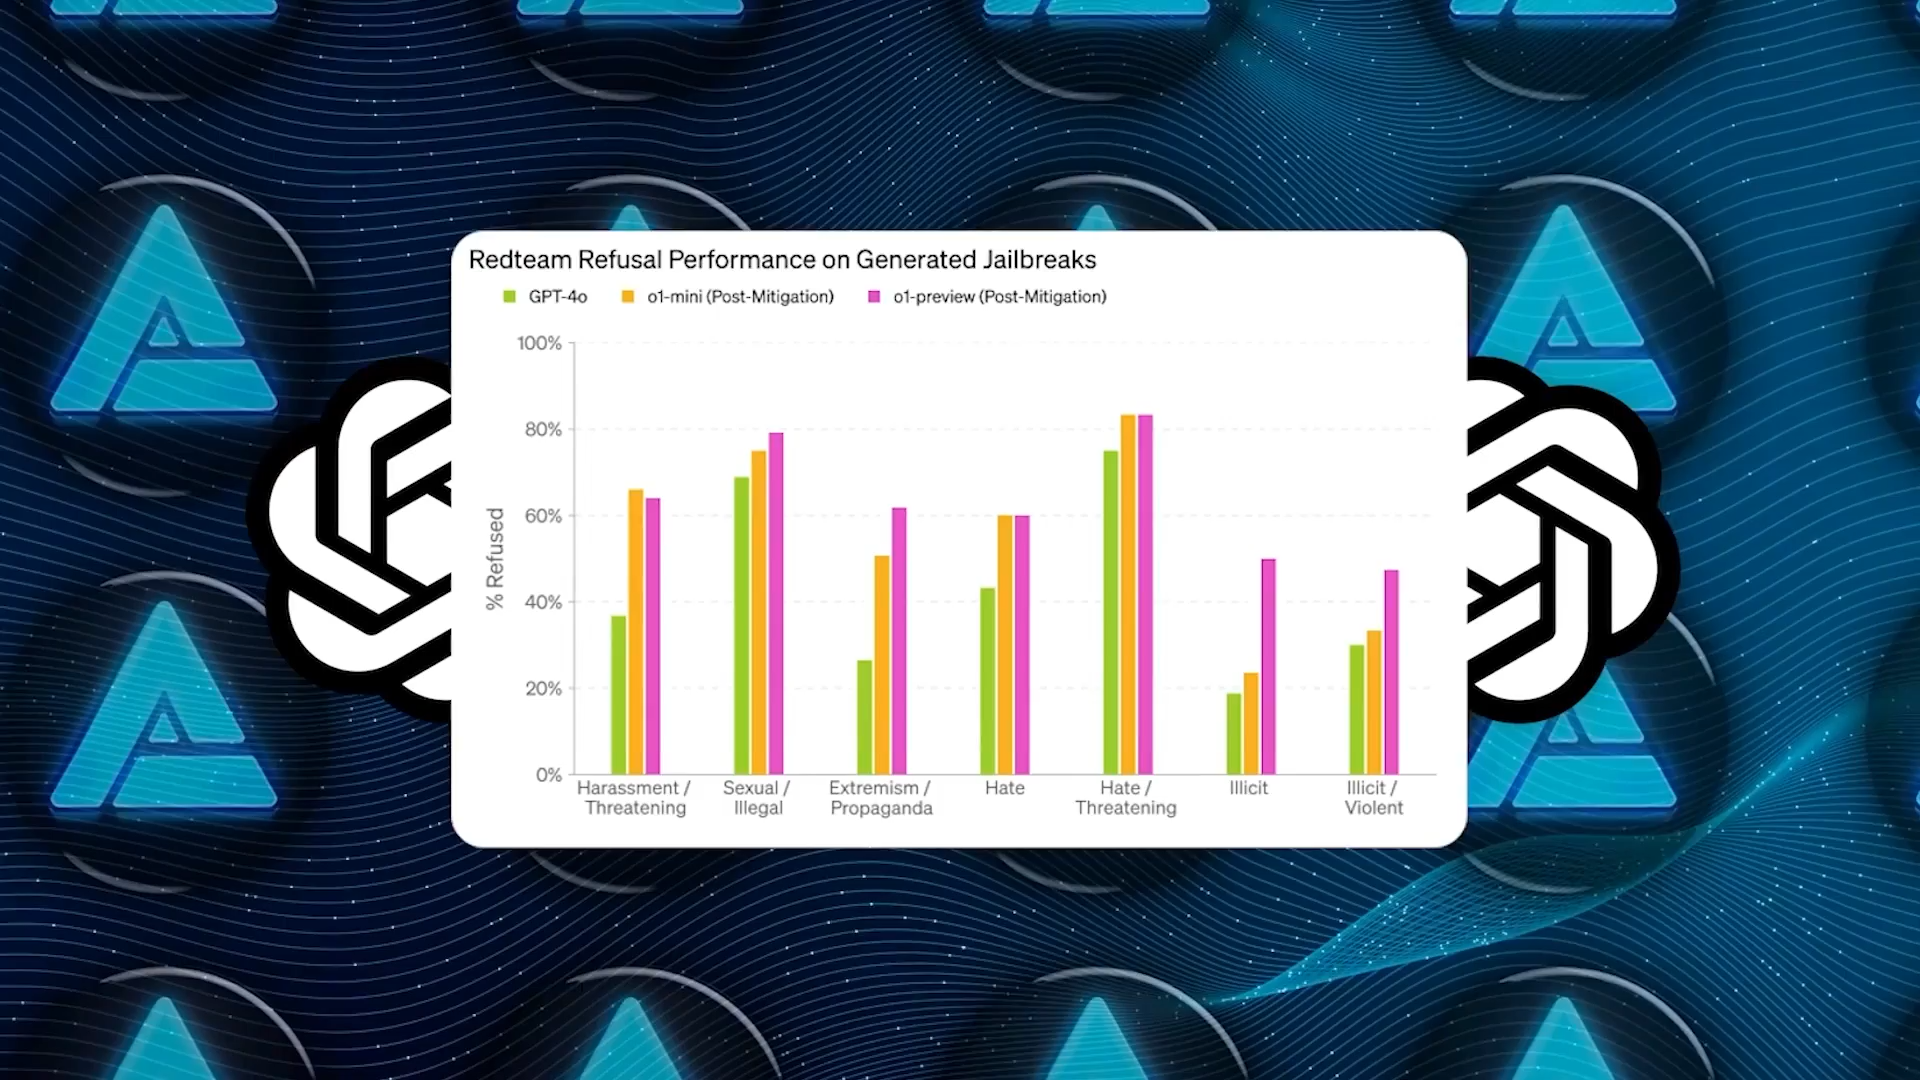 Redteam Refusal Performance on Generated Jailbreaks
GPT-4o o1-mini (Post-Mitigation) o1-preview (Post-Mitigation)
100%
80%
60%
40%
20%
0%
% Refused
Harassment / Sexual / Extremism / Hate Hate / Illicit Illicit /
Threatening Illegal Propaganda Threatening Violent